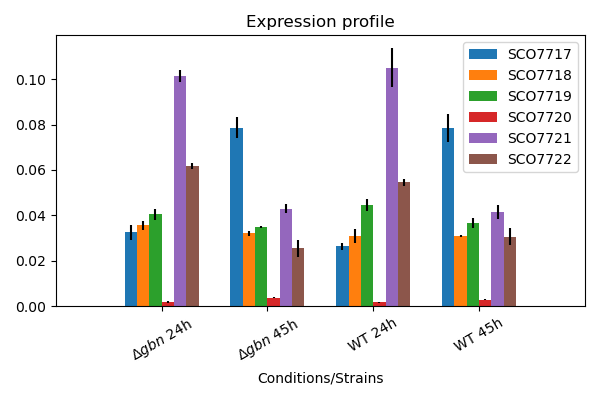 Expression profile
SCO7717
SCO7718
SCO7719
SCO7720
SCO7721
SCO7722
0.10
0.08
0.06
0.04
0.02
0.00
Δgbn 24h
Δgbn 45h
WT 24h
WT 45h
Conditions/Strains